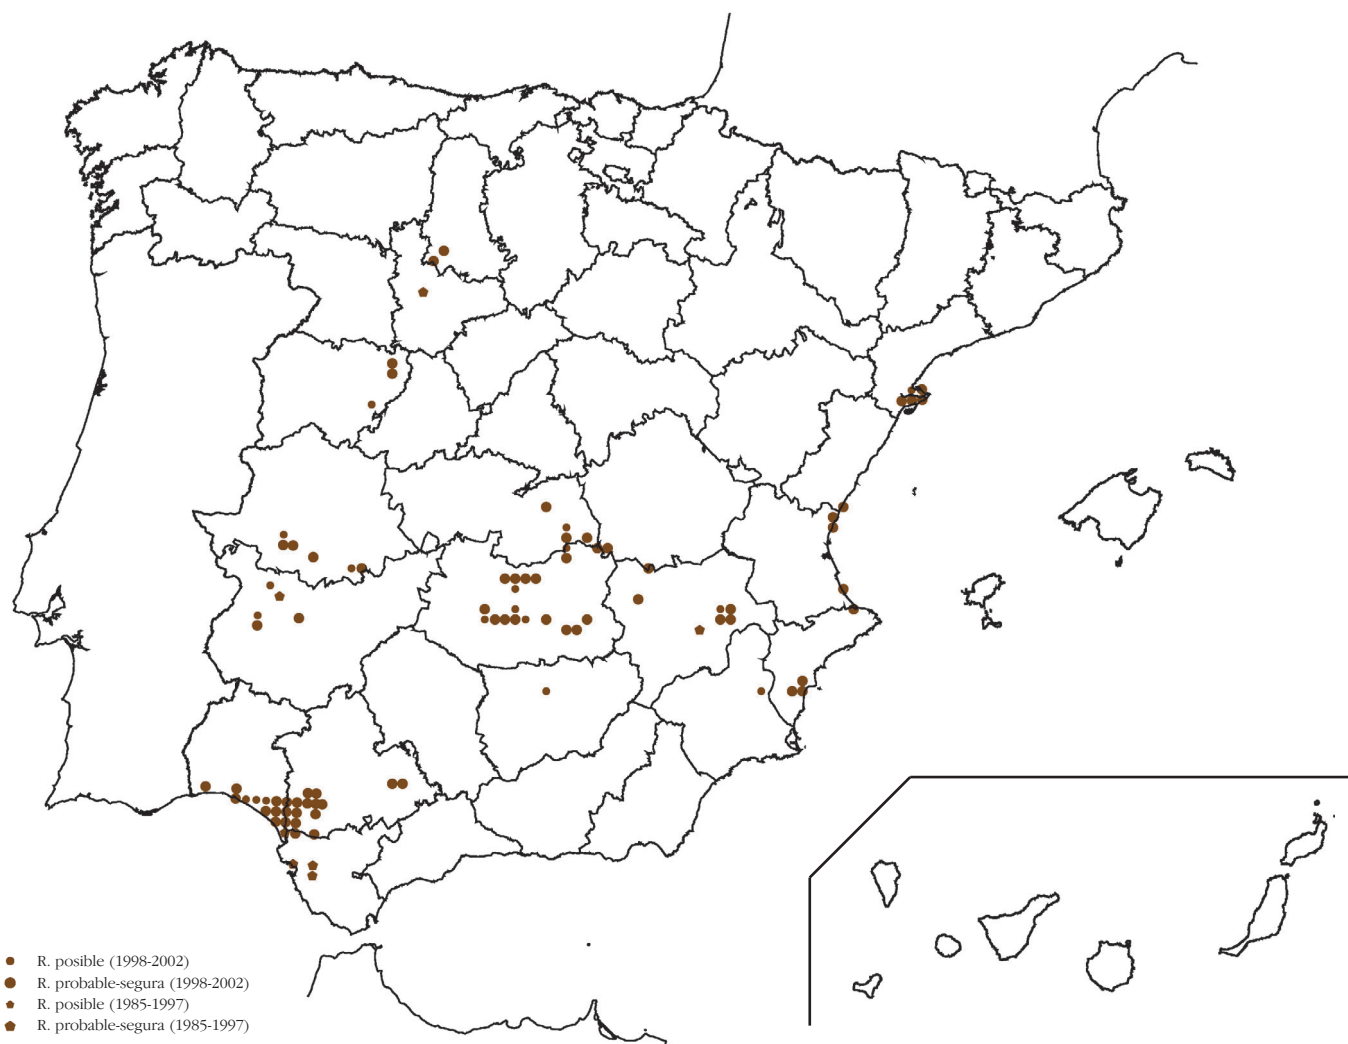 R. posible (1998-2002)
R. probable-segura (1998-2002)
R. posible (1985-1997)
R. probable-segura (1985-1997)